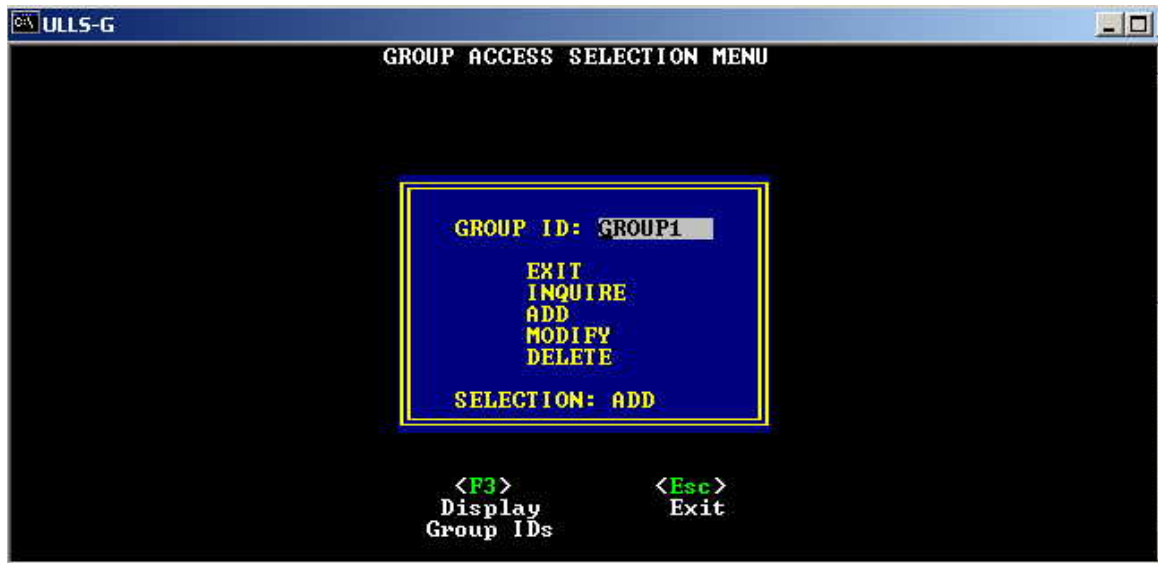 C:\ ULLS-G
GROUP ACCESS SELECTION MENU
GROUP ID: GROUP1
EXIT
INQUIRE
ADD
MODIFY
DELETE
SELECTION: ADD
<F3> <Esc>
Display Exit
Group IDs